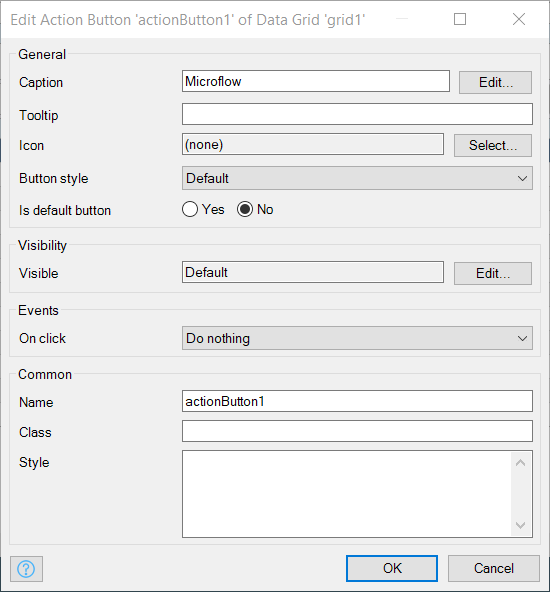 Edit Action Button 'actionButton1' of Data Grid 'grid1'
General
Caption Microflow Edit...
Tooltip
Icon (none) Select...
Button style Default
Is default button Yes No
Visibility
Visible Default Edit...
Events
On click Do nothing
Common
Name actionButton1
Class
Style
? OK Cancel